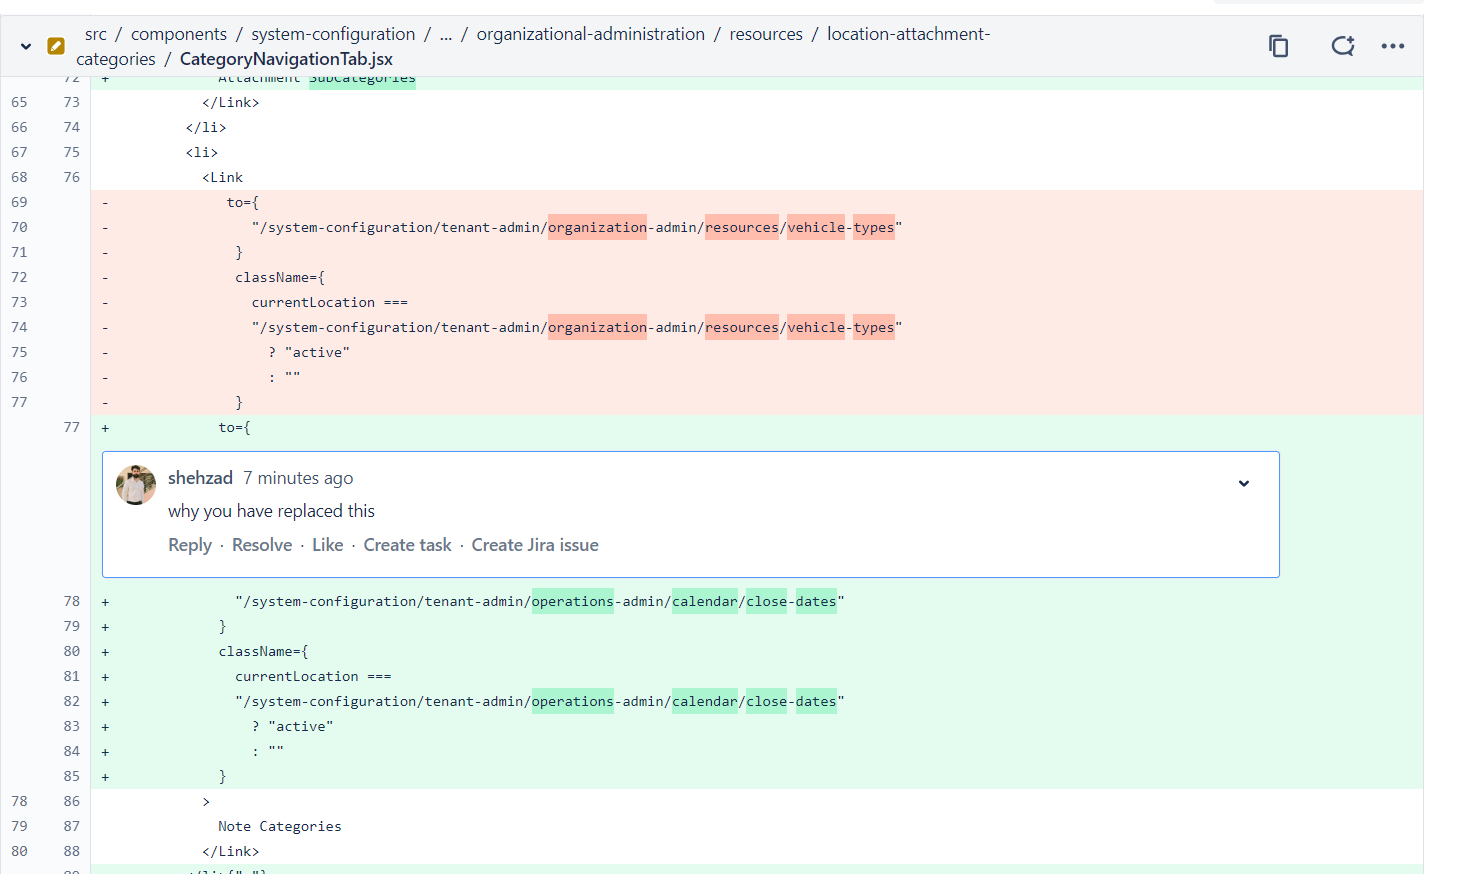 src / components / system-configuration / ... / organizational-administration / resources / location-attachment-
categories / CategoryNavigationTab.jsx
72 + Attachment SubCategories
65 73 </Link>
66 74 </li>
67 75 <li>
68 76 <Link
69 - to={
70 - "/system-configuration/tenant-admin/organization-admin/resources/vehicle-types"
71 - }
72 - className={
73 - currentLocation ===
74 - "/system-configuration/tenant-admin/organization-admin/resources/vehicle-types"
75 - ? "active"
76 - : ""
77 - }
77 + to={
shehzad 7 minutes ago
why you have replaced this
Reply · Resolve · Like · Create task · Create Jira issue
78 + "/system-configuration/tenant-admin/operations-admin/calendar/close-dates"
79 + }
80 + className={
81 + currentLocation ===
82 + "/system-configuration/tenant-admin/operations-admin/calendar/close-dates"
83 + ? "active"
84 + : ""
85 + }
78 86 >
79 87 Note Categories
80 88 </Link>